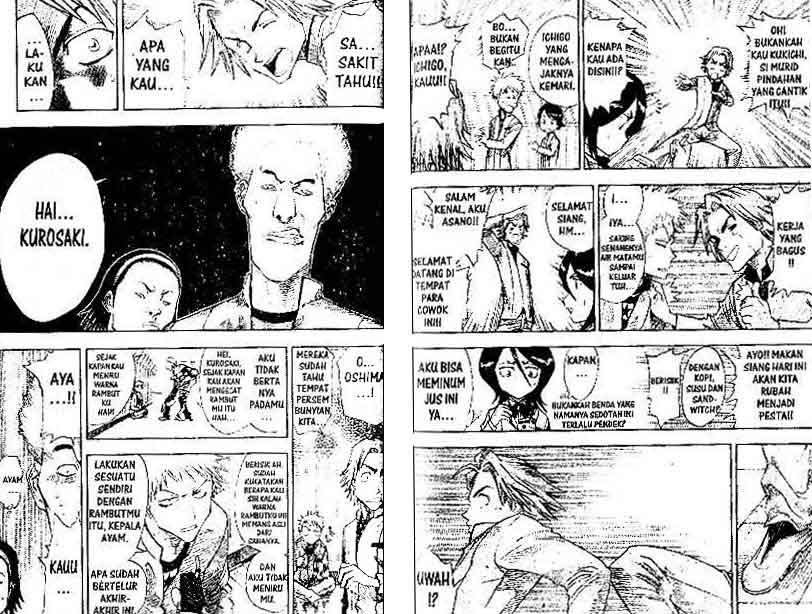 OH!
BUKANKAH
KAU KUKICHI,
SI MURID
PINDAHAN
YANG CANTIK
ITU!!
KENAPA
KAU ADA
DISINI!?
ICHIGO
YANG
MENGA-
JAKNYA
KEMARI.
BO...
BUKAN
BEGITU
KAN..
APAA!?
ICHIGO,
KAUU!!
KERJA
YANG
BAGUS
!!
I...
IYA...
SAKING
SENANGNYA
AIR MATAMU
SAMPAI
KELUAR
TUH.
SELAMAT
SIANG,
HM...
SALAM
KENAL, AKU
ASANO!!
SELAMAT
DATANG DI
TEMPAT
PARA
COWOK
INI!!
AYO!! MAKAN
SIANG HARI INI
AKAN KITA
RUBAH
MENJADI
PESTA!!
DENGAN
KOPI,
SUSU DAN
SAND-
WITCH?
BERISIK
!!
KAPAN
...
BUKANKAH BENDA YANG
NAMANYA SEDOTAN INI
TERLALU PENDEK?
AKU BISA
MEMINUM
JUS INI
YA...
UWAH
!?
SA...
SAKIT
TAHU!!
APA
YANG
KAU...
...
LA-
KU
KAN
...
HAI...
KUROSAKI.
O...
OSHIMA
...!
MEREKA
SUDAH
TAHU
TEMPAT
PERSEM
BUNYIAN
KITA..
AKU
TIDAK
BERTA
NYA
PADAMU
...
HEI,
KUROSAKI,
SEJAK KAPAN
KAU AKAN
MENGECAT
RAMBUT
MU ITU
HAH...
SEJAK
KAPAN KAU
MENIRU
WARNA
RAMBUT
KU
HAH?
BERISIK AH.
SUDAH
KUKATAKAN
BERAPA KALI
SIH KALAU
WARNA
RAMBUTKU INI
MEMANG ASLI
DARI
SANANYA.
DAN
AKU TIDAK
MENIRU
MU.
LAKUKAN
SESUATU
SENDIRI
DENGAN
RAMBUTMU
ITU, KEPALA
AYAM.
APA SUDAH
BERTELUR
AKHIR-
AKHIR INI.
AYA
...!!
KAUU
...
AYAM